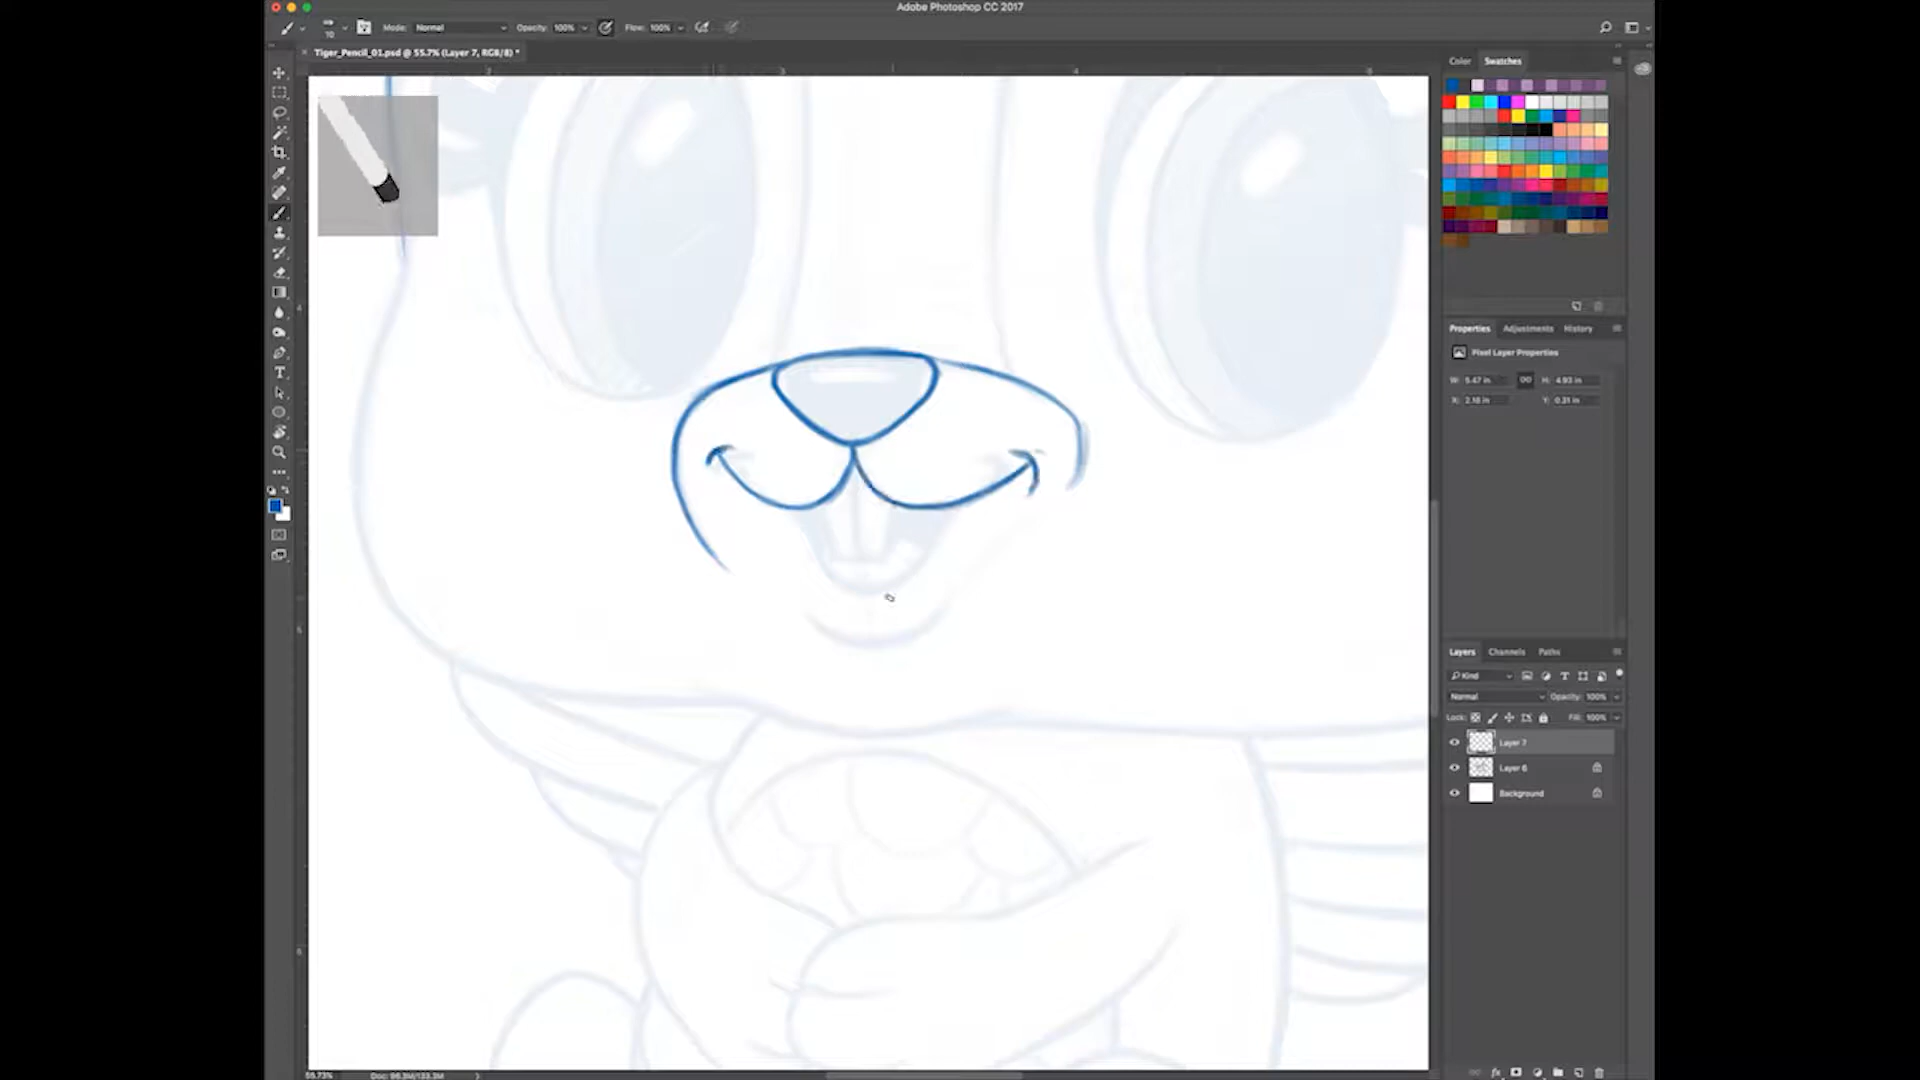 Adobe Photoshop CC 2017
10 Mode: Normal Opacity: 100% Flow: 100%
Tiger_Pencil_01.psd @ 55.7% (Layer 7, RGB/8) *
Color Swatches
Properties Adjustments History
Pixel Layer Properties
W: 5.47 in H: 4.93 in
X: 2.18 in Y: 0.31 in
Layers Channels Paths
Kind
Normal Opacity: 100%
Lock: Fill: 100%
Layer 7
Layer 6
Background
55.73% Doc: 96.3M/133.3M